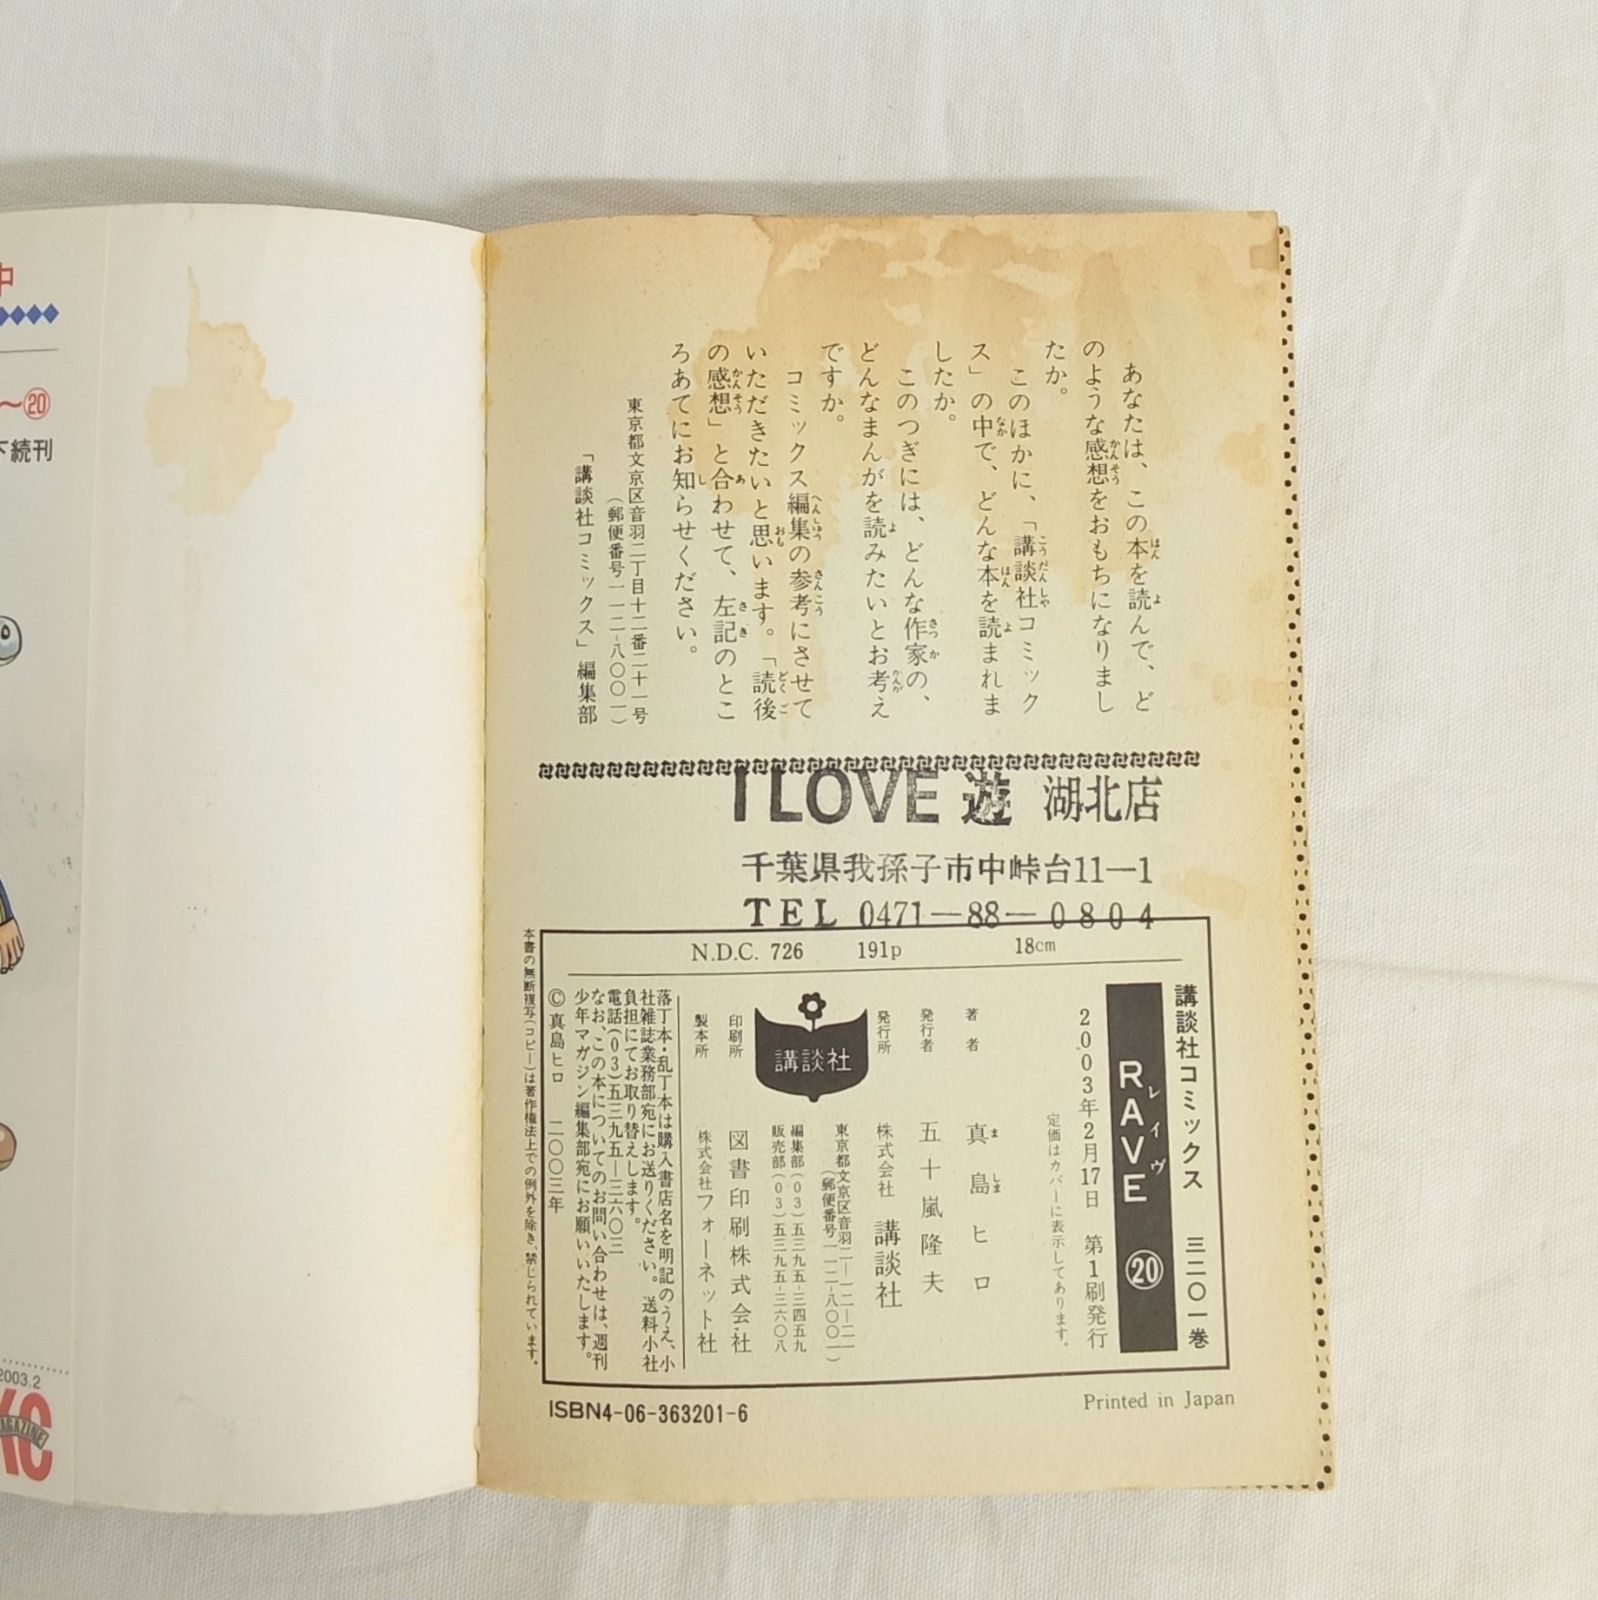 中
～⑳
下続刊
2003.2
KC
MAGAZINE
あなたは、この本を読んで、ど
のような感想をおもちになりまし
たか。
このほかに、「講談社コミック
ス」の中で、どんな本を読まれま
したか。
このつぎには、どんな作家の、
どんなまんがを読みたいとお考え
ですか。
コミックス編集の参考にさせて
いただきたいと思います。「読後
の感想」と合わせて、左記のとこ
ろあてにお知らせください。
東京都文京区音羽二丁目十二番二十一号
(郵便番号一一二-八〇〇一)
「講談社コミックス」編集部
I LOVE 遊 湖北店
千葉県我孫子市中峠台11―1
TEL 0471―88―0804
N.D.C. 726 191p 18cm
講談社コミックス 三二〇一巻
RAVE レイヴ ⑳
2003年2月17日 第1刷発行
定価はカバーに表示してあります。
著者 真島ヒロ
発行者 五十嵐隆夫
発行所 株式会社 講談社
東京都文京区音羽二―一二―二一
(郵便番号一一二-八〇〇一)
編集部(03)五三九五-三四五九
販売部(03)五三九五-三六〇八
講談社
印刷所 図書印刷株式会社
製本所 株式会社フォーネット社
落丁本・乱丁本は購入書店名を明記のうえ、小
社雑誌業務部宛にお送りください。送料小社
負担にてお取り替えします。
電話(03)五三九五―三六〇三
なお、この本についてのお問い合わせは、週刊
少年マガジン編集部宛にお願いいたします。
© 真島ヒロ 二〇〇三年
本書の無断複写(コピー)は著作権法上での例外を除き、禁じられています。
ISBN4-06-363201-6
Printed in Japan